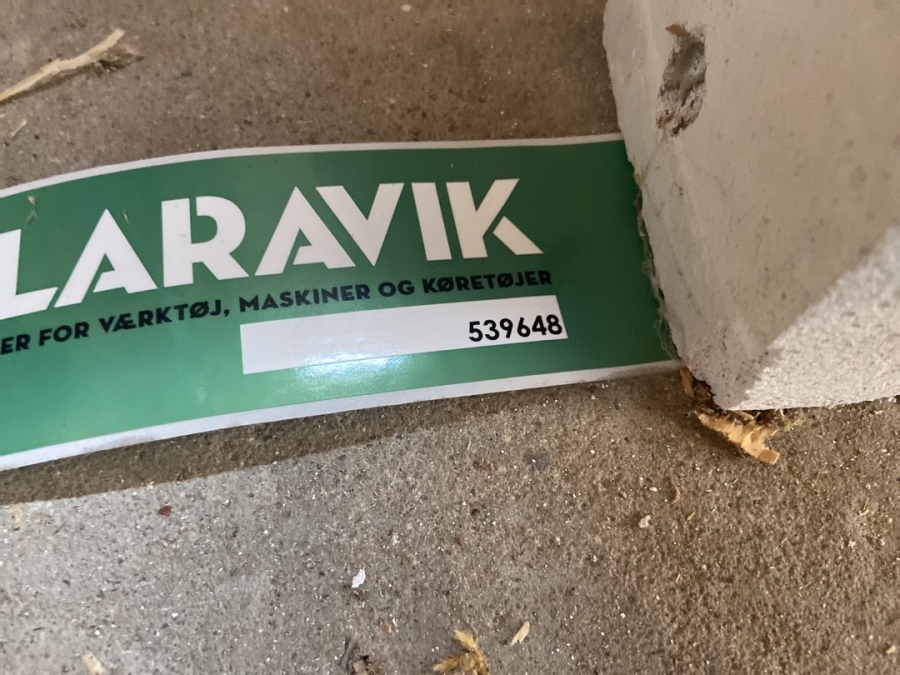 LARAVIK
ER FOR VÆRKTØJ, MASKINER OG KØRETØJER
539648